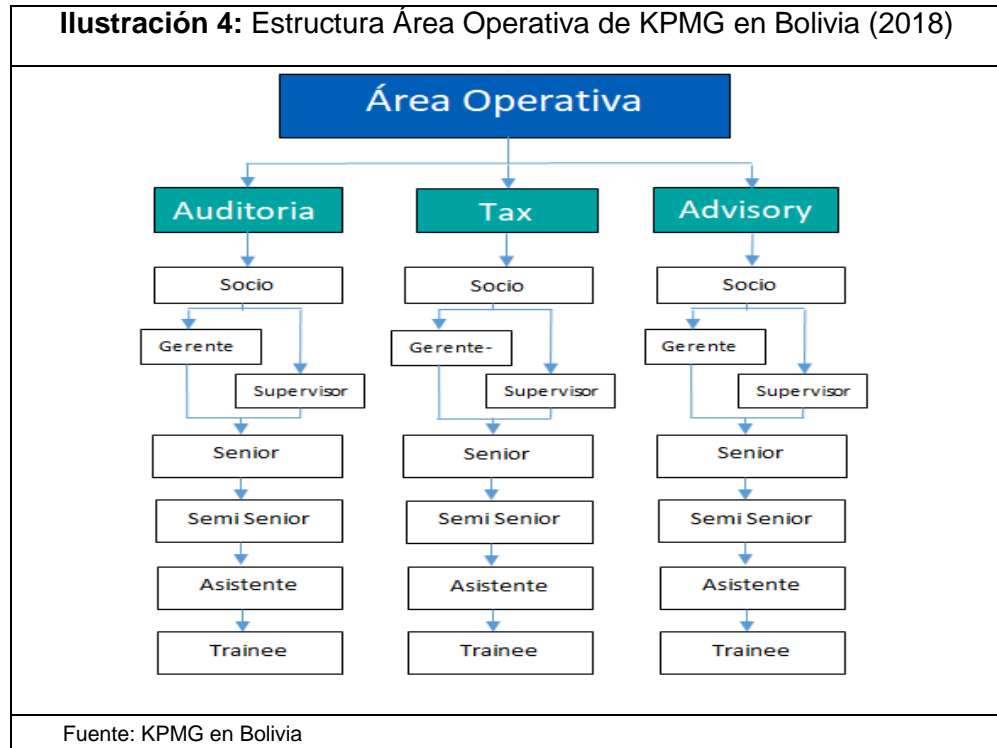 Ilustración 4: Estructura Área Operativa de KPMG en Bolivia (2018)
Área Operativa
Auditoria Tax Advisory
Socio Socio Socio
Gerente Gerente- Gerente
Supervisor Supervisor Supervisor
Senior Senior Senior
Semi Senior Semi Senior Semi Senior
Asistente Asistente Asistente
Trainee Trainee Trainee
Fuente: KPMG en Bolivia